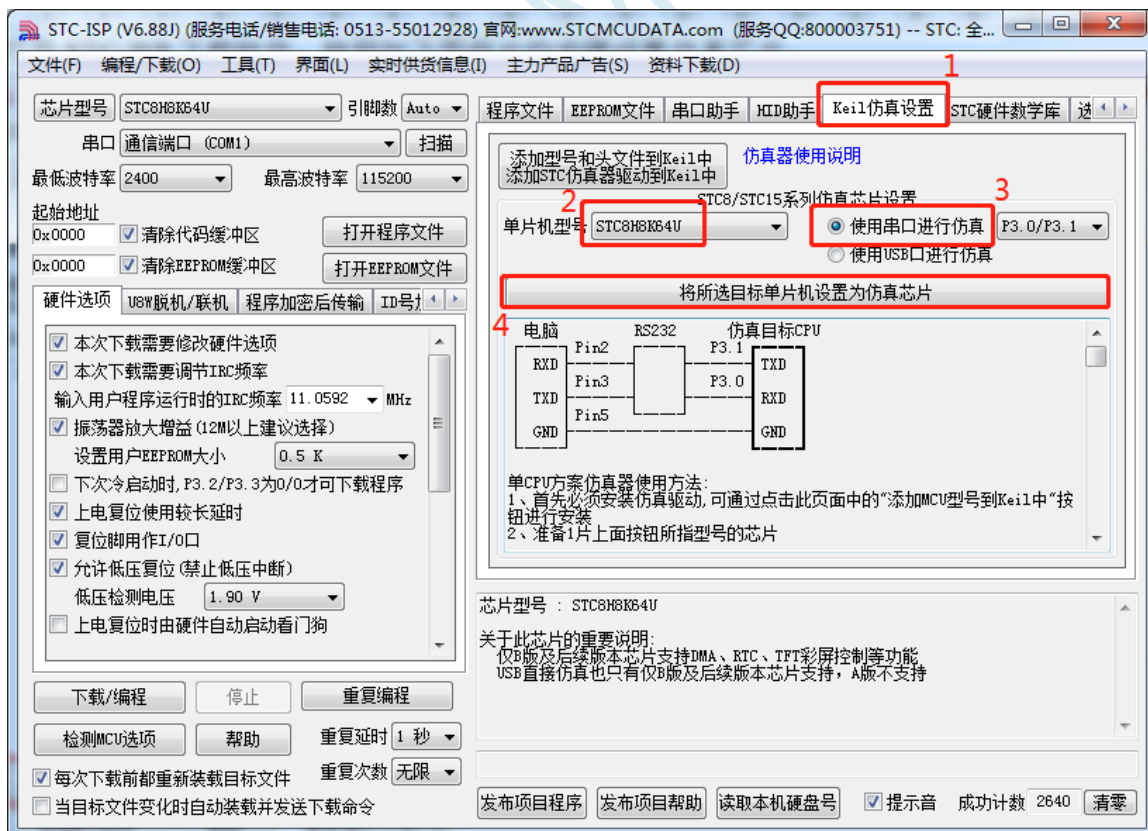 STC-ISP (V6.88J) (服务电话/销售电话: 0513-55012928) 官网:www.STCMCUDATA.com (服务QQ:800003751) -- STC: 全...
文件(F) 编程/下载(O) 工具(T) 界面(L) 实时供货信息(I) 主力产品广告(S) 资料下载(D)
1
芯片型号 STC8H8K64U 引脚数 Auto
串口 通信端口 (COM1) 扫描
最低波特率 2400 最高波特率 115200
起始地址
0x0000 清除代码缓冲区 打开程序文件
0x0000 清除EEPROM缓冲区 打开EEPROM文件
硬件选项 U8W脱机/联机 程序加密后传输 ID号
本次下载需要修改硬件选项
本次下载需要调节IRC频率
输入用户程序运行时的IRC频率 11.0592 MHz
振荡器放大增益(12M以上建议选择)
设置用户EEPROM大小 0.5 K
下次冷启动时,P3.2/P3.3为0/0才可下载程序
上电复位使用较长延时
复位脚用作I/O口
允许低压复位(禁止低压中断)
低压检测电压 1.90 V
上电复位时由硬件自动启动看门狗
下载/编程 停止 重复编程
检测MCU选项 帮助 重复延时 1 秒
每次下载前都重新装载目标文件 重复次数 无限
当目标文件变化时自动装载并发送下载命令
程序文件 EEPROM文件 串口助手 HID助手 Keil仿真设置 STC硬件数学库 选
添加型号和头文件到Keil中
添加STC仿真器驱动到Keil中
仿真器使用说明
STC8/STC15系列仿真芯片设置
2 3
单片机型号 STC8H8K64U 使用串口进行仿真 P3.0/P3.1
使用USB口进行仿真
将所选目标单片机设置为仿真芯片
4
电脑 RS232 仿真目标CPU
Pin2 P3.1
RXD TXD
Pin3 P3.0
TXD RXD
Pin5
GND GND
单CPU方案仿真器使用方法:
1、首先必须安装仿真驱动,可通过点击此页面中的"添加MCU型号到Keil中"按
钮进行安装
2、准备1片上面按钮所指型号的芯片
芯片型号 : STC8H8K64U
关于此芯片的重要说明:
仅B版及后续版本芯片支持DMA、RTC、TFT彩屏控制等功能
USB直接仿真也只有仅B版及后续版本芯片支持，A版不支持
发布项目程序 发布项目帮助 读取本机硬盘号 提示音 成功计数 2640 清零